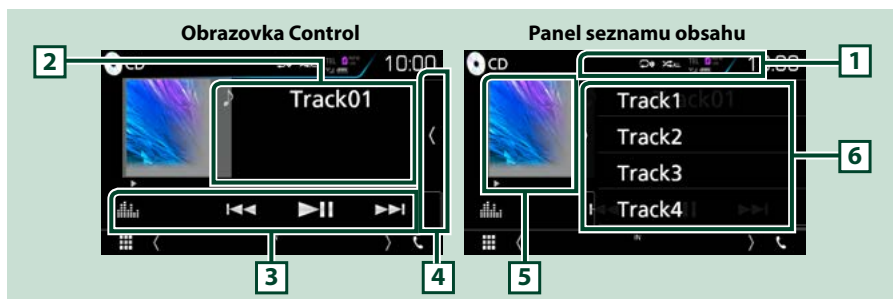 Obrazovka Control
Panel seznamu obsahu
2
CD
10:00
Track01
3
4
CD
1
Track1
Track2
Track3
Track4
IN
5
6